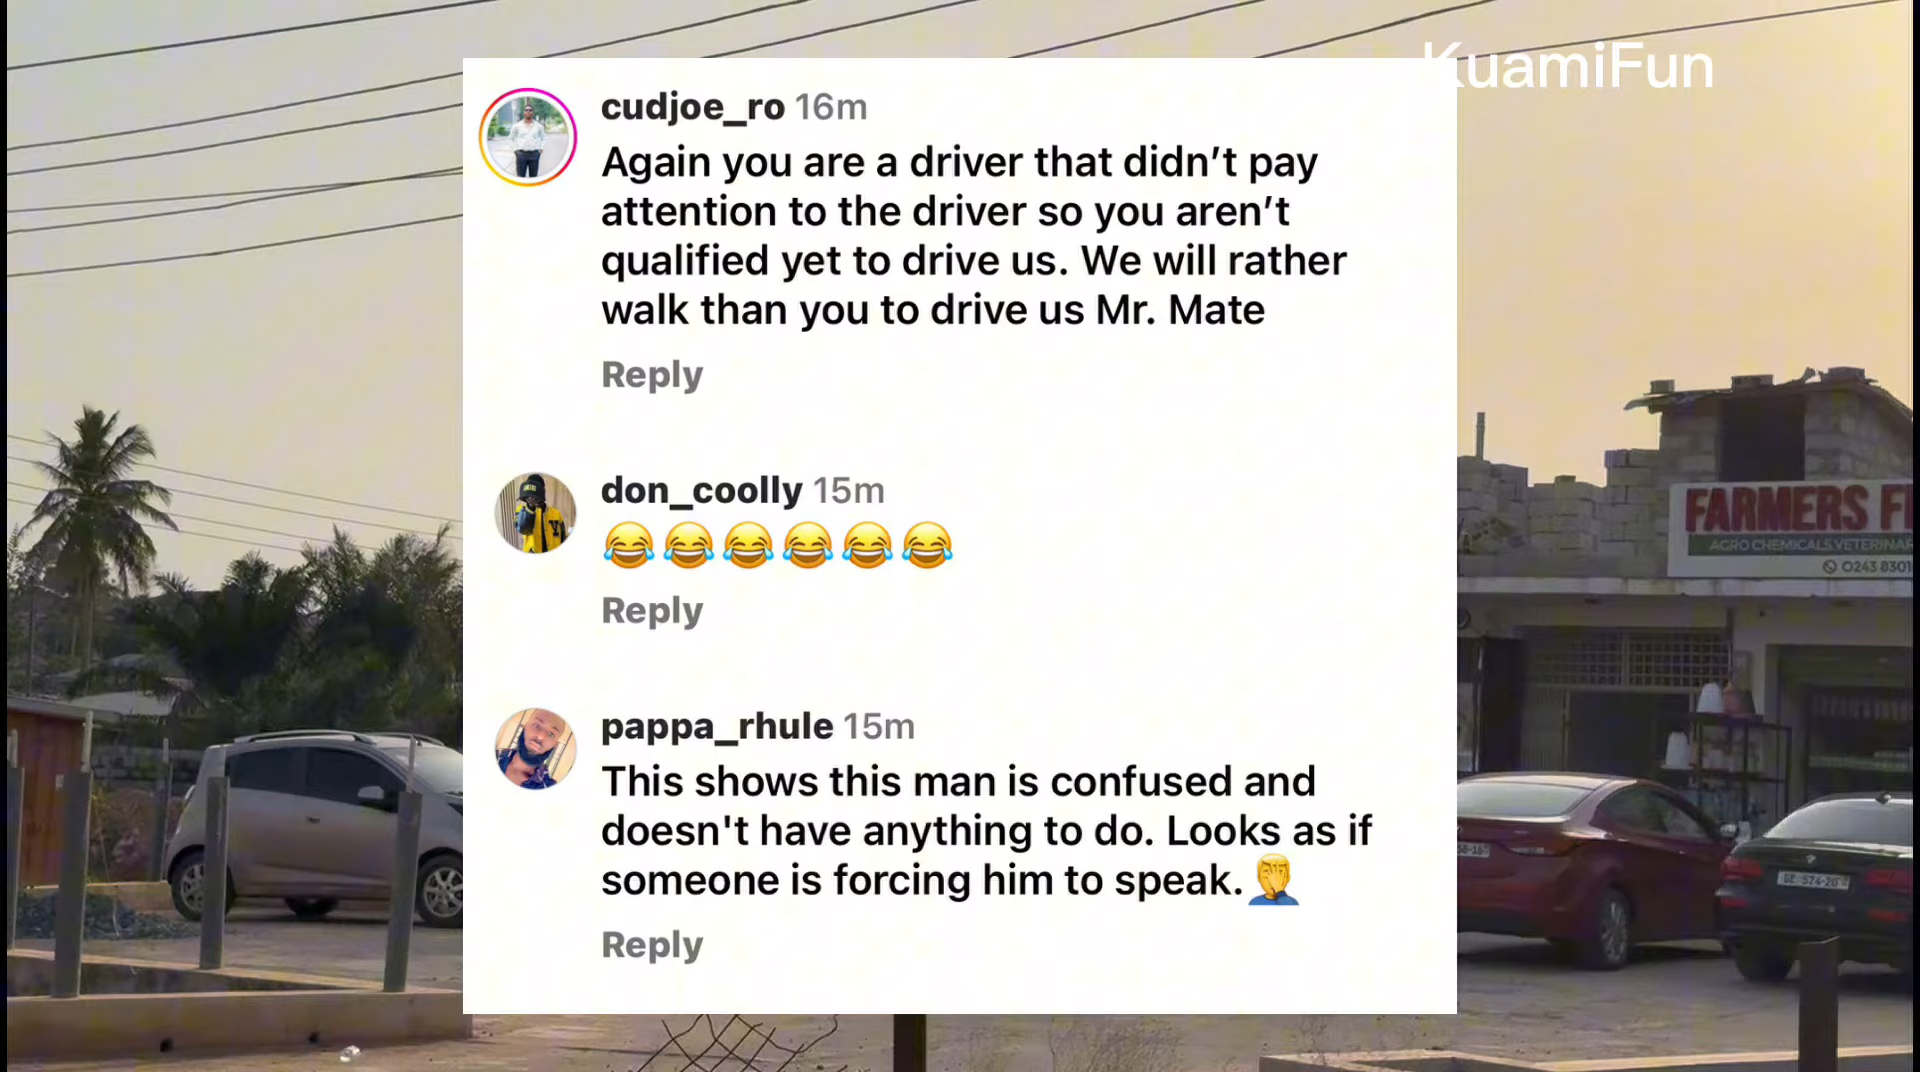 KuamiFun
cudjoe_ro 16m
Again you are a driver that didn’t pay
attention to the driver so you aren’t
qualified yet to drive us. We will rather
walk than you to drive us Mr. Mate
Reply
don_coolly 15m
😂😂😂😂😂😂
Reply
pappa_rhule 15m
This shows this man is confused and
doesn't have anything to do. Looks as if
someone is forcing him to speak.🤦‍♂️
Reply
FARMERS
AGRO CHEMICALS,VETERINAR
0243 8301
GE 574-20